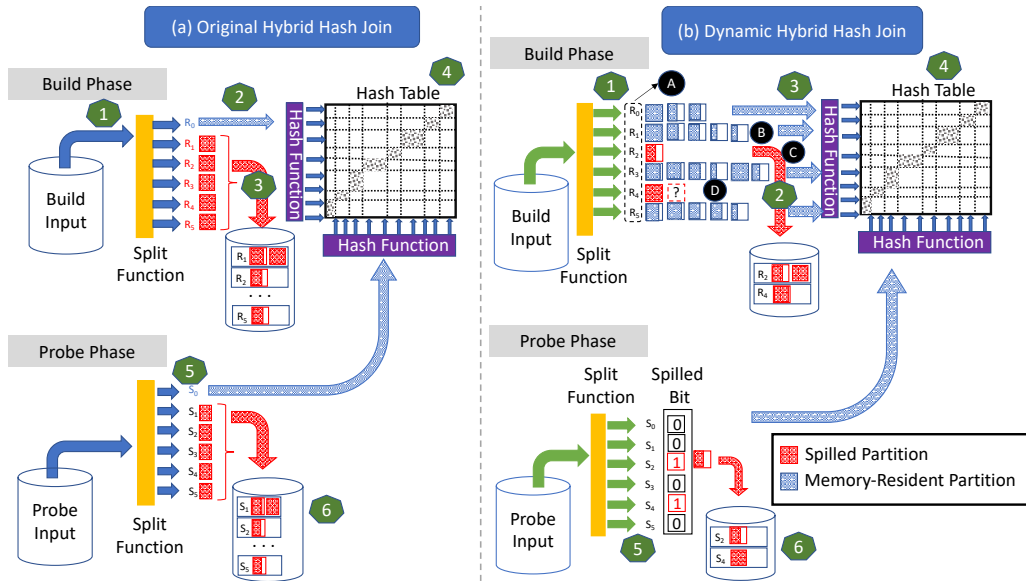 (a) Original Hybrid Hash Join
Build Phase
1
2
4
Hash Table
R0
R1
R2
R3
R4
R5
3
Hash Function
Hash Function
Build
Input
Split
Function
R1
R2
...
R5
Probe Phase
5
S0
S1
S2
S3
S4
S5
Probe
Input
Split
Function
6
S1
S2
...
S5
(b) Dynamic Hybrid Hash Join
Build Phase
1
A
3
4
Hash Table
R0
R1
R2
R3
R4
R5
B
C
D
?
2
Hash Function
Hash Function
Build
Input
Split
Function
R2
R4
Probe Phase
Split
Function
Spilled
Bit
S0 0
S1 0
S2 1
S3 0
S4 1
S5 0
Probe
Input
5
6
S2
S4
Spilled Partition
Memory-Resident Partition